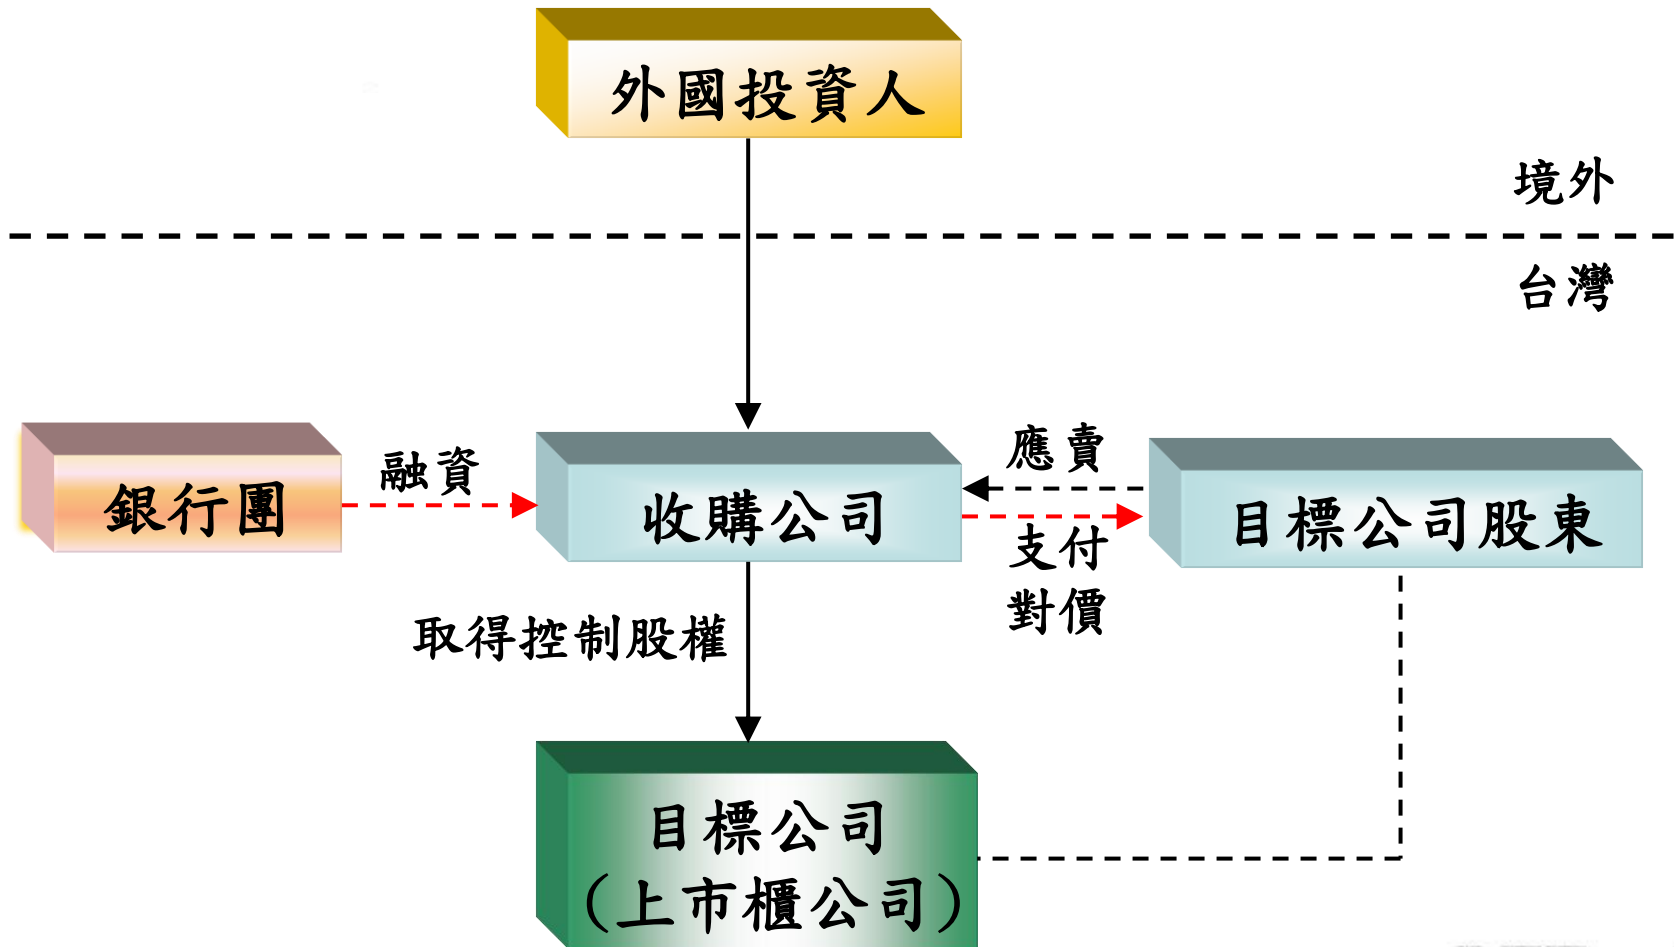 外國投資人
境外
台灣
銀行團
融資
收購公司
應賣
支付
對價
目標公司股東
取得控制股權
目標公司
(上市櫃公司)